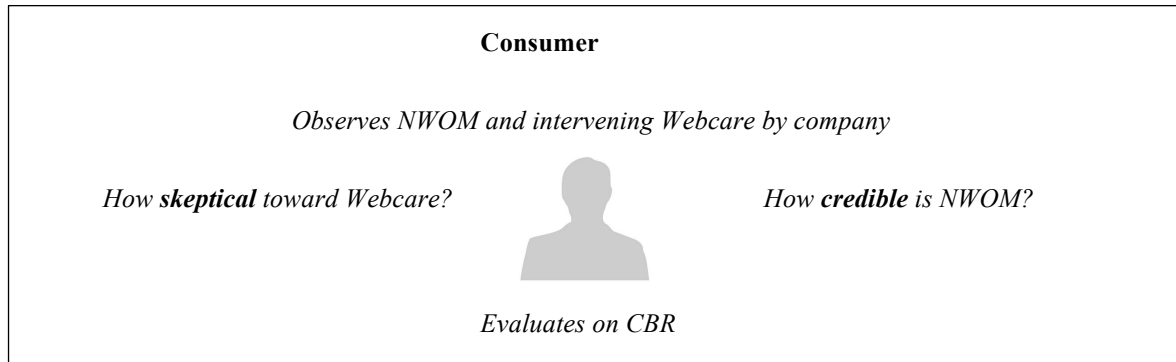 Consumer
Observes NWOM and intervening Webcare by company
How skeptical toward Webcare?
How credible is NWOM?
Evaluates on CBR